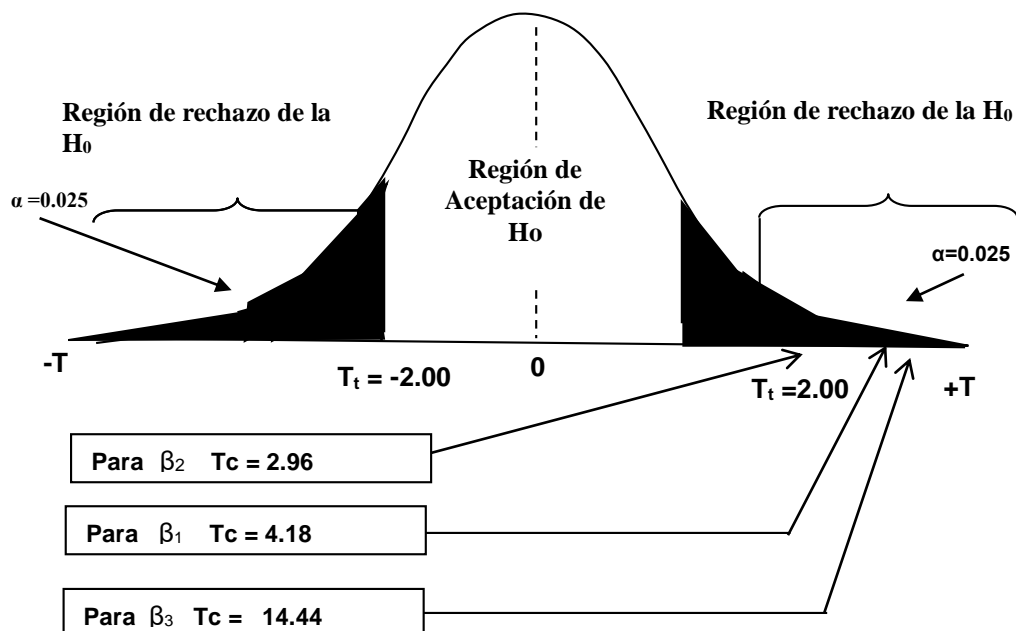 Región de rechazo de la
H₀
Región de rechazo de la H₀
Región de
Aceptación de
Ho
α =0.025
α=0.025
-T
Tₜ = -2.00
0
Tₜ =2.00
+T
Para β₂ Tc = 2.96
Para β₁ Tc = 4.18
Para β₃ Tc = 14.44